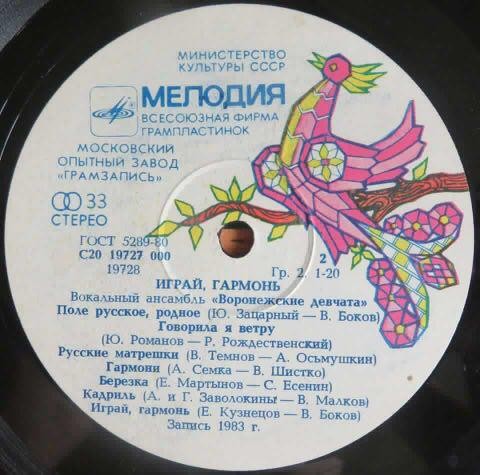 МИНИСТЕРСТВО
КУЛЬТУРЫ СССР
МЕЛОДИЯ
ВСЕСОЮЗНАЯ ФИРМА
ГРАМПЛАСТИНОК
МОСКОВСКИЙ
ОПЫТНЫЙ ЗАВОД
«ГРАМЗАПИСЬ»
33
СТЕРЕО
ГОСТ 5289-80
С20 19727 000
19728
2
Гр. 2. 1-20
ИГРАЙ, ГАРМОНЬ
Вокальный ансамбль «Воронежские девчата»
Поле русское, родное (Ю. Зацарный — В. Боков)
Говорила я ветру
(Ю. Романов — Р. Рождественский)
Русские матрешки (В. Темнов — А. Осьмушкин)
Гармони (А. Семка — В. Шистко)
Березка (Е. Мартынов — С. Есенин)
Кадриль (А. и Г. Заволокины — В. Малков)
Играй, гармонь (Е. Кузнецов — В. Боков)
Запись 1983 г.